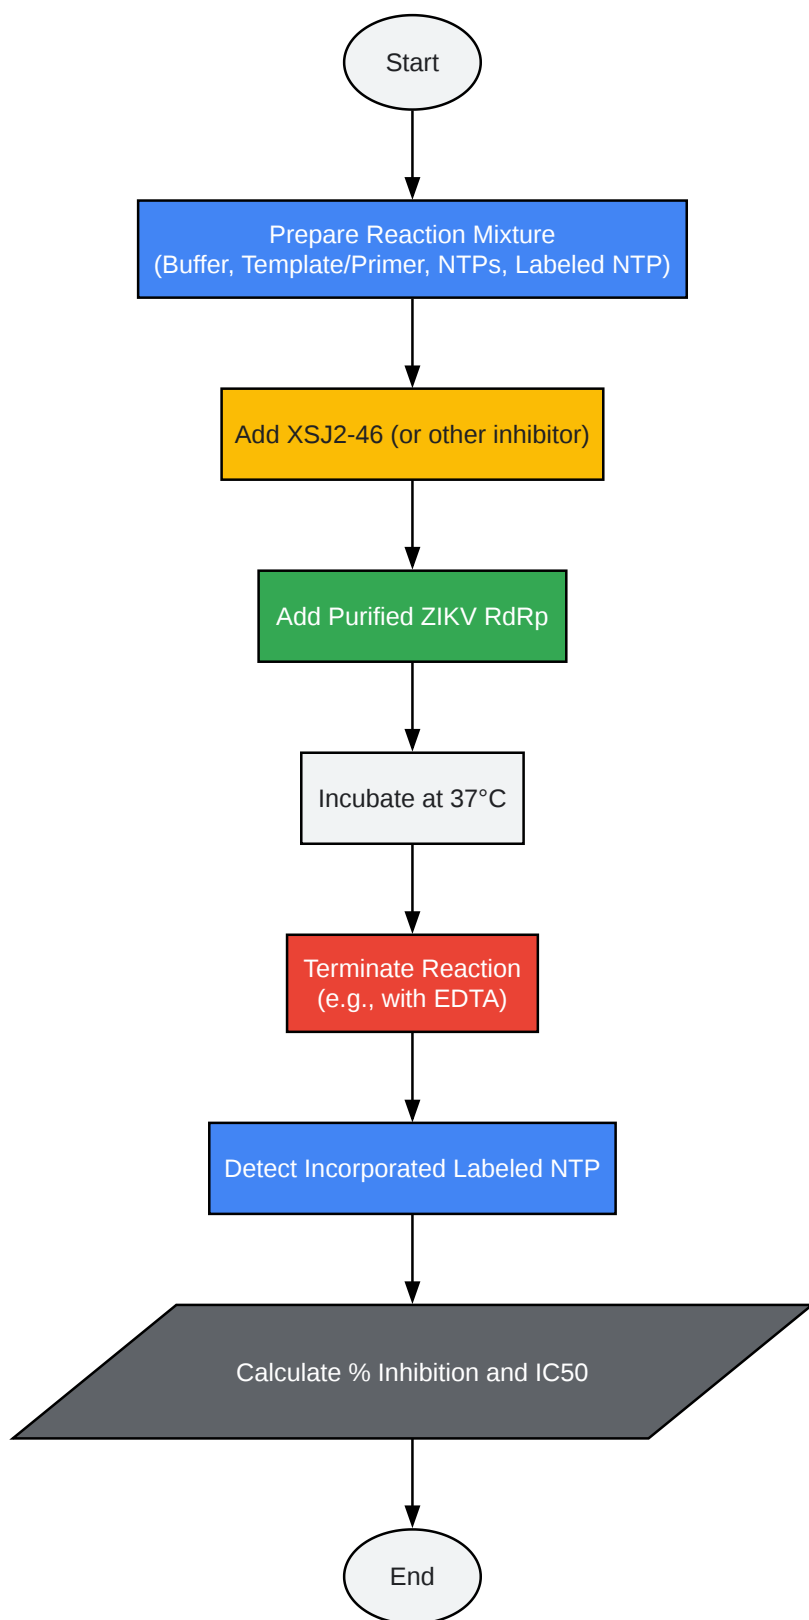 Start
Prepare Reaction Mixture
(Buffer, Template/Primer, NTPs, Labeled NTP)
Add XSJ2-46 (or other inhibitor)
Add Purified ZIKV RdRp
Incubate at 37°C
Terminate Reaction
(e.g., with EDTA)
Detect Incorporated Labeled NTP
Calculate % Inhibition and IC50
End